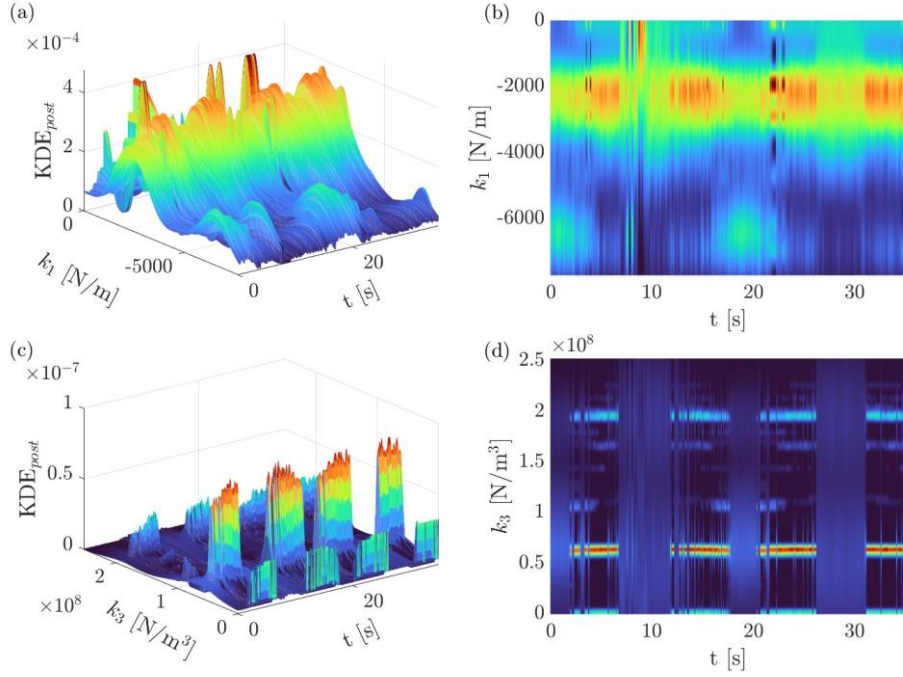 (a)
×10⁻⁴
4
2
0
KDE_post
0
-5000
k₁ [N/m]
0
20
t [s]
(b)
0
-2000
-4000
-6000
k₁ [N/m]
0
10
20
30
t [s]
(c)
×10⁻⁷
1
0.5
0
KDE_post
2
1
0
×10⁸
k₃ [N/m³]
0
20
t [s]
(d)
×10⁸
2.5
2
1.5
1
0.5
0
k₃ [N/m³]
0
10
20
30
t [s]